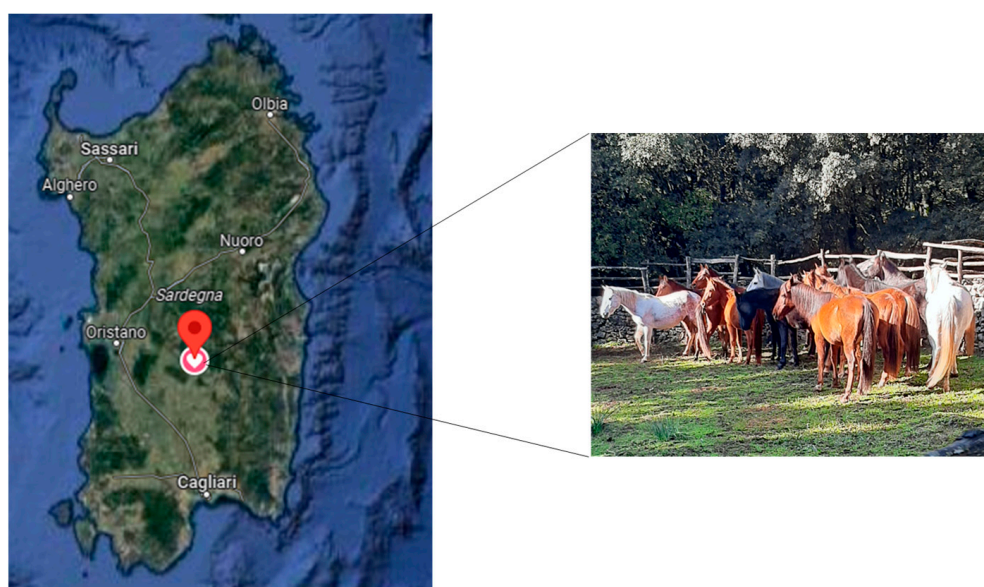 Olbia
Sassari
Alghero
Nuoro
Sardegna
Oristano
Cagliari